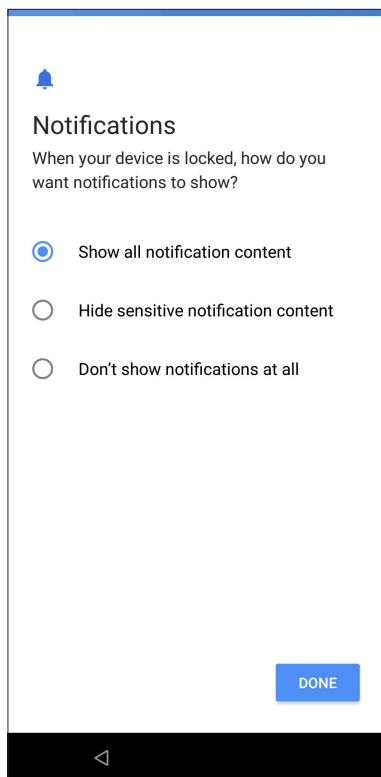 Notifications
When your device is locked, how do you
want notifications to show?
Show all notification content
Hide sensitive notification content
Don’t show notifications at all
DONE